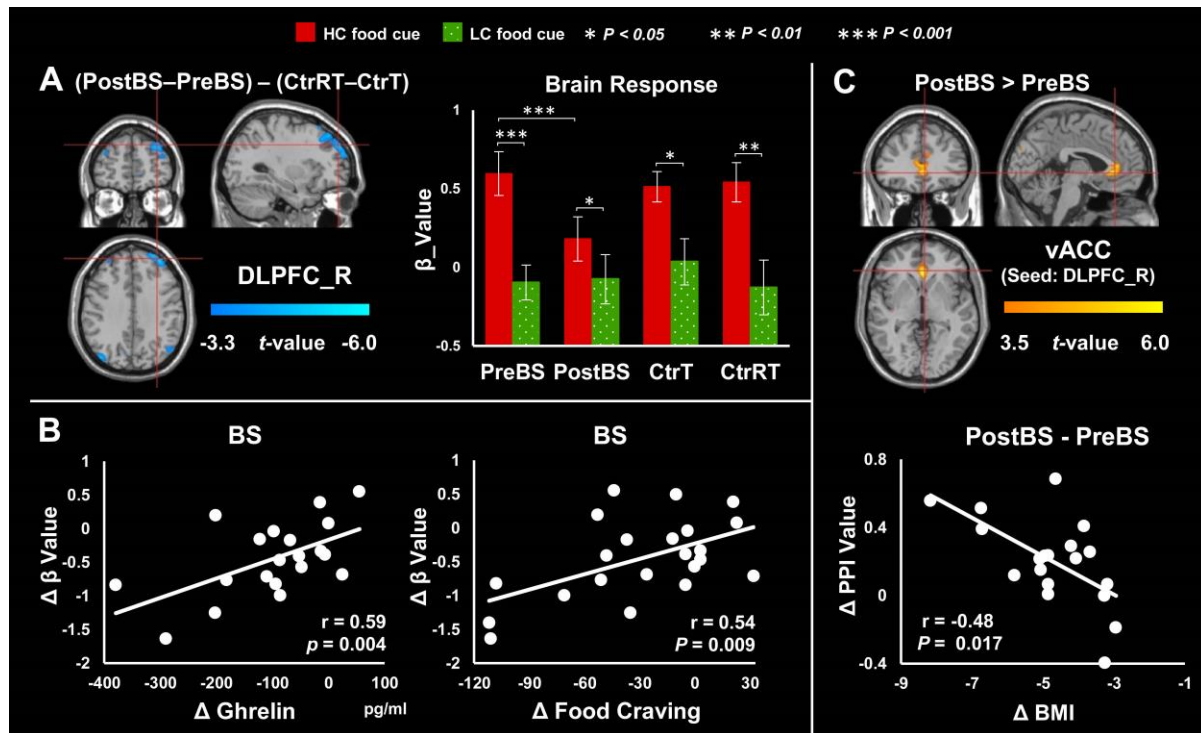 HC food cue LC food cue * P < 0.05 ** P < 0.01 *** P < 0.001
A (PostBS–PreBS) – (CtrRT–CtrT)
DLPFC_R
-3.3 t-value -6.0
Brain Response
β_Value
1
0.5
0
-0.5
***
***
*
*
**
PreBS PostBS CtrT CtrRT
C PostBS > PreBS
vACC
(Seed: DLPFC_R)
3.5 t-value 6.0
B BS
Δ β Value
1
0.5
0
-0.5
-1
-1.5
-2
r = 0.59
p = 0.004
-400 -300 -200 -100 0 100
Δ Ghrelin pg/ml
BS
Δ β Value
1
0.5
0
-0.5
-1
-1.5
-2
r = 0.54
P = 0.009
-120 -90 -60 -30 0 30
Δ Food Craving
PostBS - PreBS
Δ PPI Value
0.8
0.4
0
-0.4
r = -0.48
P = 0.017
-9 -7 -5 -3 -1
Δ BMI